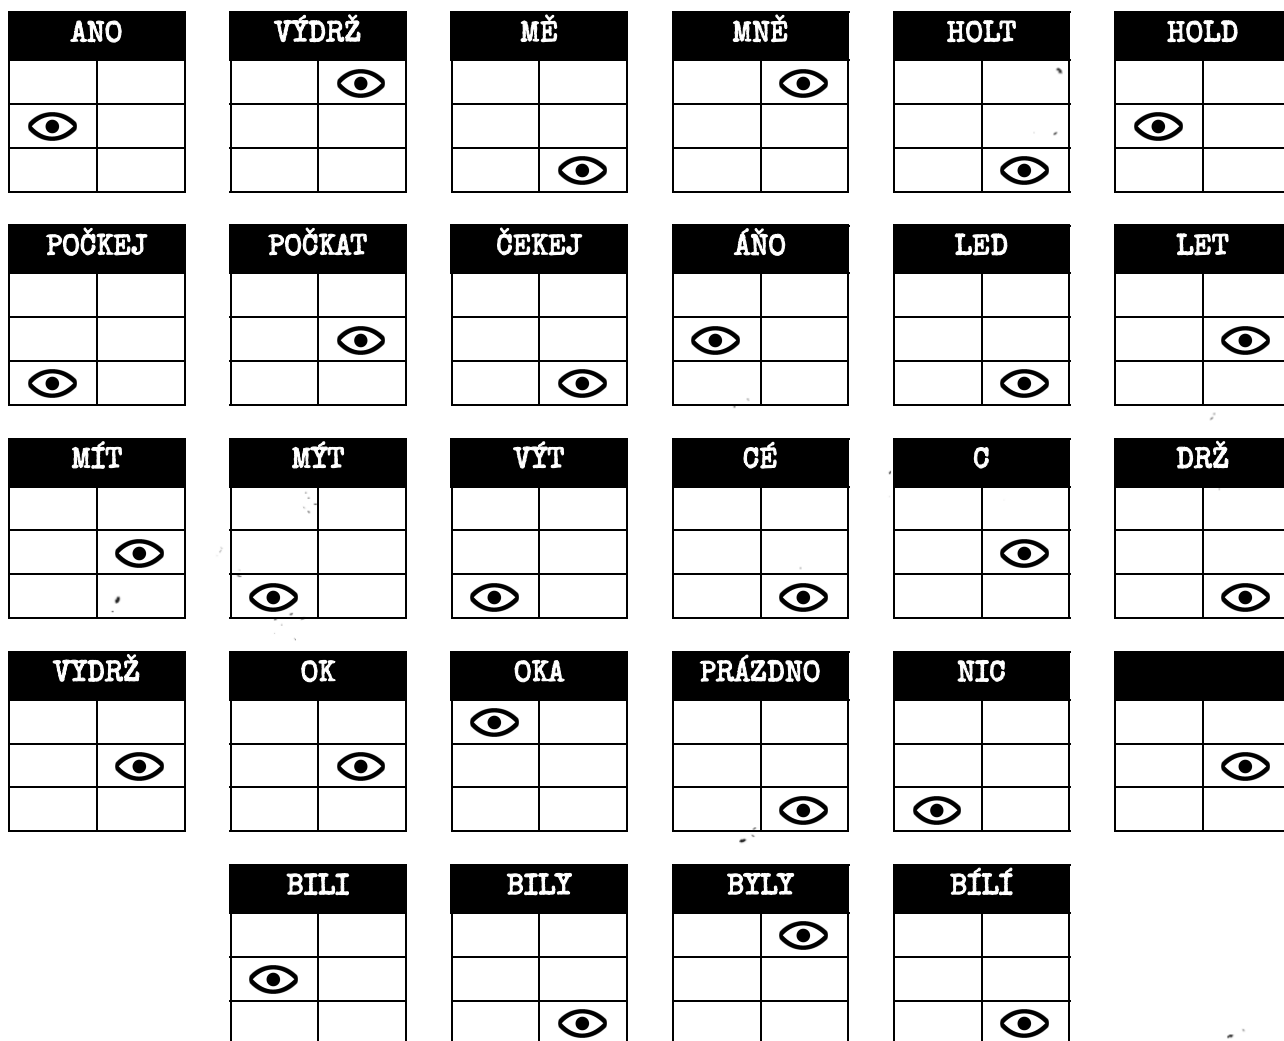 ANO VÝDRŽ MĚ MNĚ HOLT HOLD
POČKEJ POČKAT ČEKEJ ÁŇO LED LET
MÍT MÝT VÝT CÉ C DRŽ
VYDRŽ OK OKA PRÁZDNO NIC
BILI BILY BYLY BÍLÍ